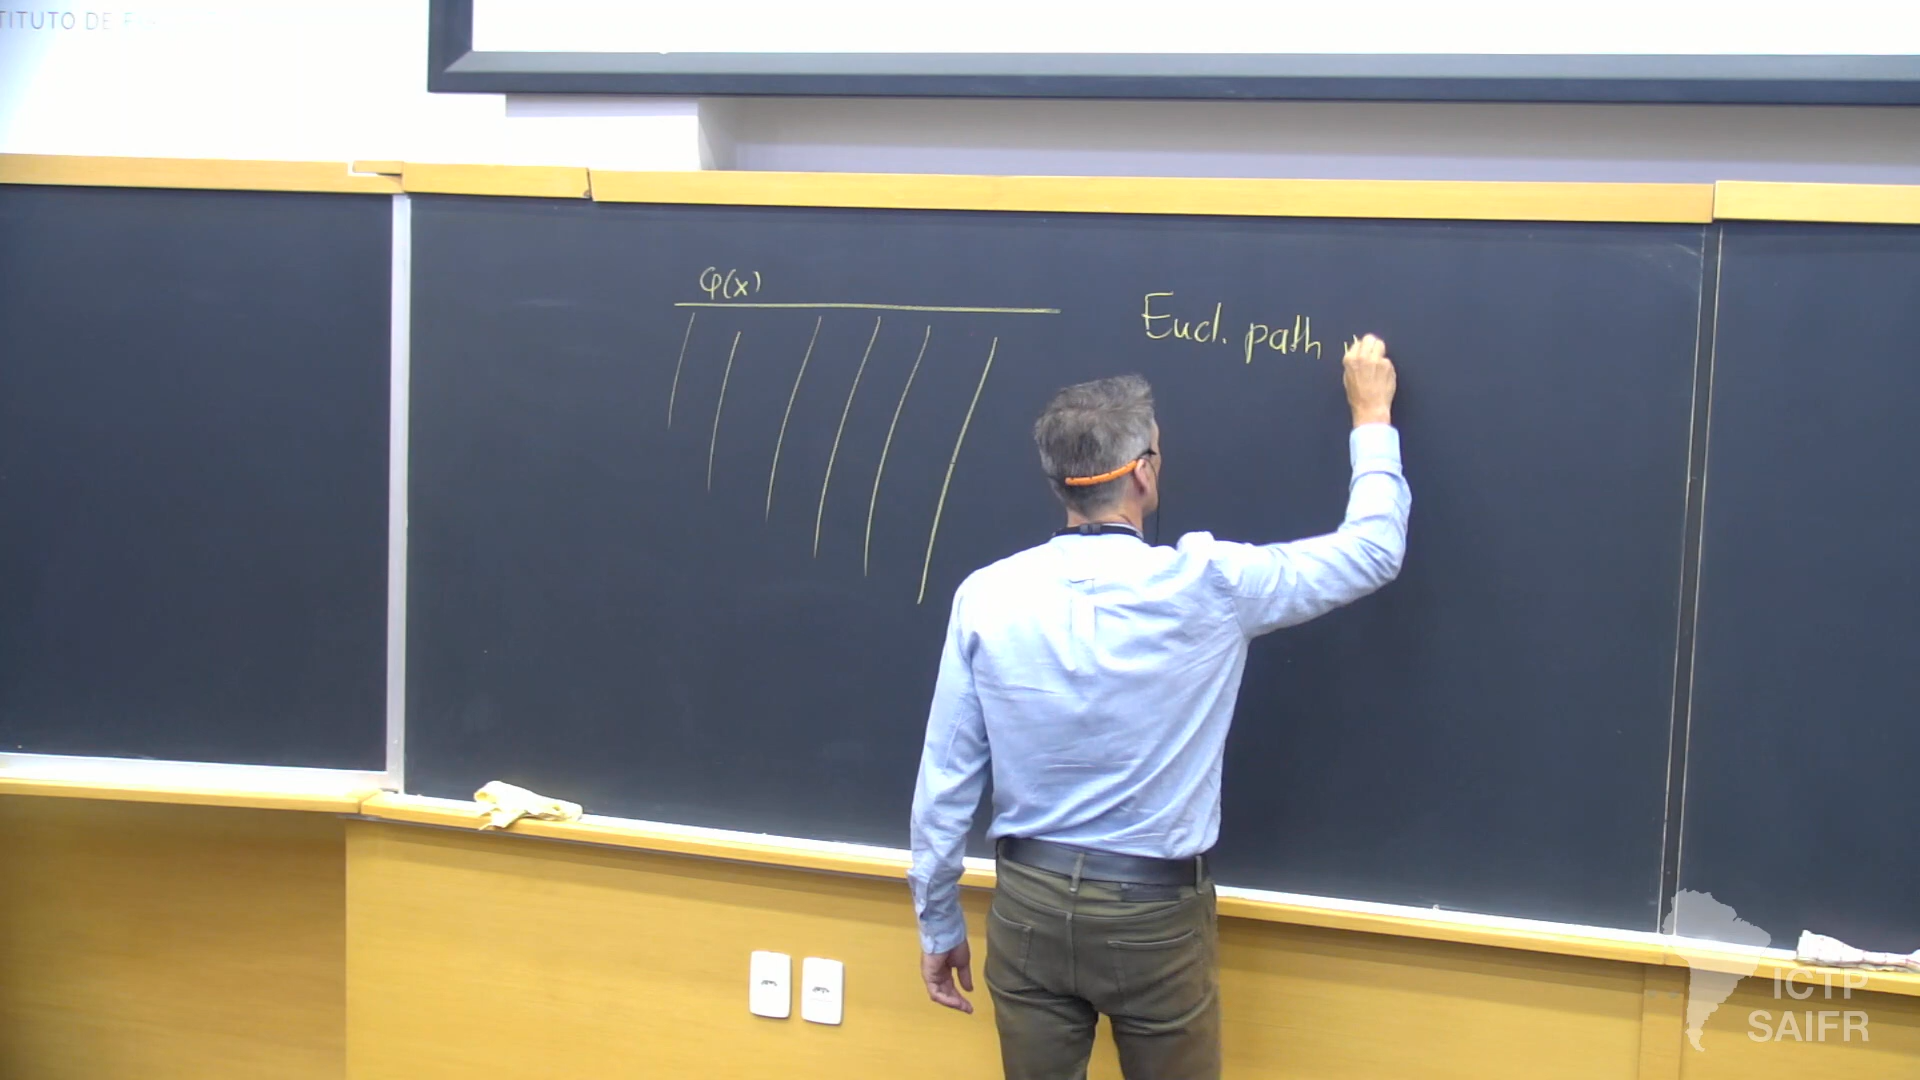 TITUTO DE
φ(x)
Eucl. path
ICTP
SAIFR